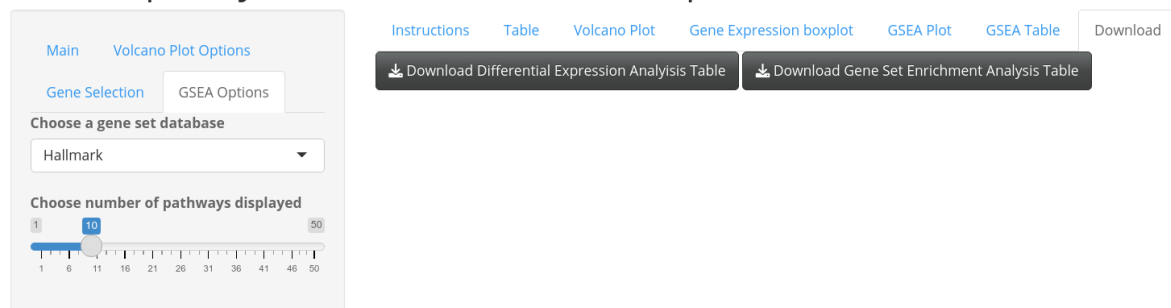 Main Volcano Plot Options
Gene Selection GSEA Options
Choose a gene set database
Hallmark
Choose number of pathways displayed
1 10 50
1 6 11 16 21 26 31 36 41 46 50
Instructions Table Volcano Plot Gene Expression boxplot GSEA Plot GSEA Table Download
Download Differential Expression Analyisis Table Download Gene Set Enrichment Analysis Table